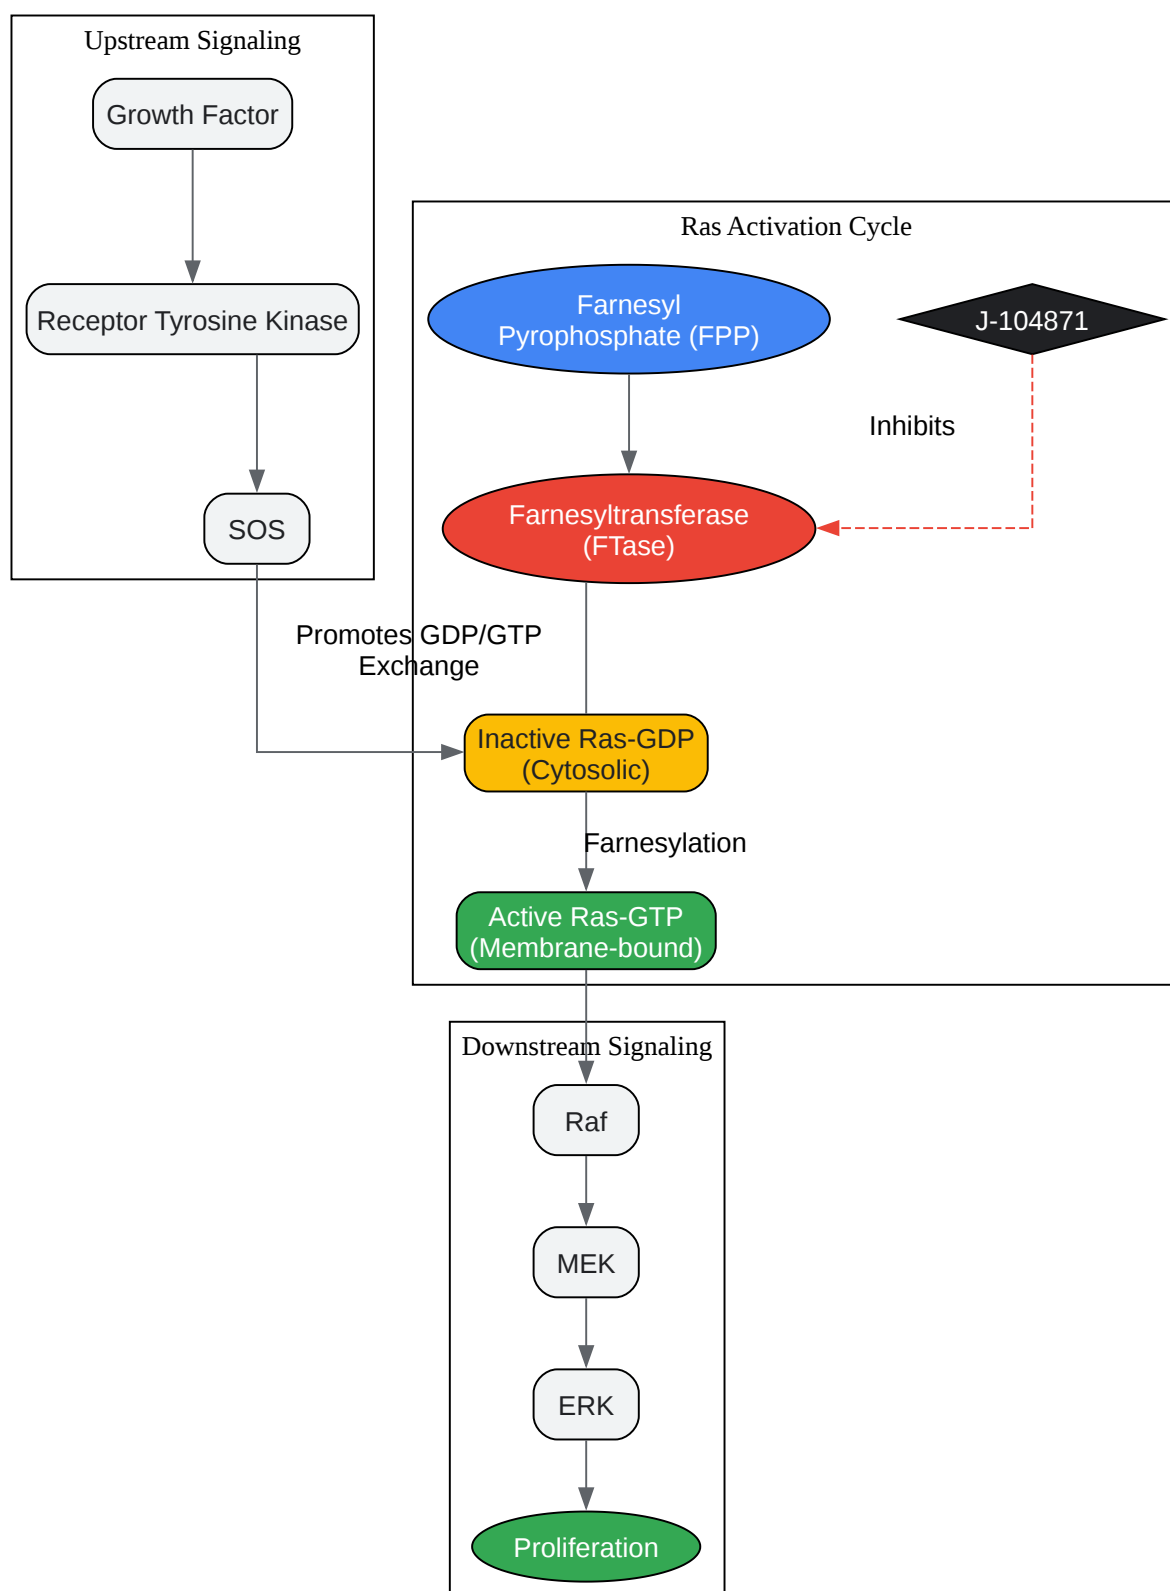 Upstream Signaling
Growth Factor
Receptor Tyrosine Kinase
SOS
Promotes GDP/GTP
Exchange
Ras Activation Cycle
Farnesyl
Pyrophosphate (FPP)
J-104871
Inhibits
Farnesyltransferase
(FTase)
Inactive Ras-GDP
(Cytosolic)
Farnesylation
Active Ras-GTP
(Membrane-bound)
Downstream Signaling
Raf
MEK
ERK
Proliferation